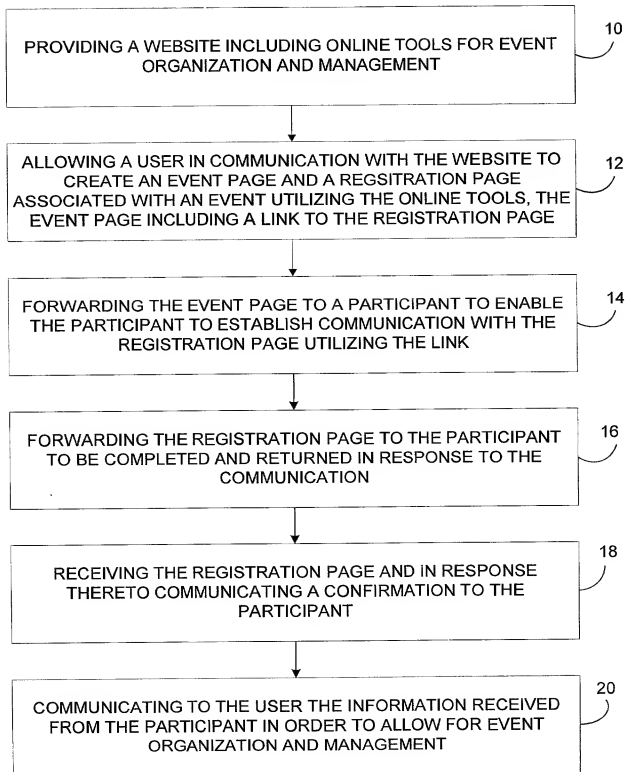 PROVIDING A WEBSITE INCLUDING ONLINE TOOLS FOR EVENT
ORGANIZATION AND MANAGEMENT
10
ALLOWING A USER IN COMMUNICATION WITH THE WEBSITE TO
CREATE AN EVENT PAGE AND A REGSITRATION PAGE
ASSOCIATED WITH AN EVENT UTILIZING THE ONLINE TOOLS, THE
EVENT PAGE INCLUDING A LINK TO THE REGISTRATION PAGE
12
FORWARDING THE EVENT PAGE TO A PARTICIPANT TO ENABLE
THE PARTICIPANT TO ESTABLISH COMMUNICATION WITH THE
REGISTRATION PAGE UTILIZING THE LINK
14
FORWARDING THE REGISTRATION PAGE TO THE PARTICIPANT
TO BE COMPLETED AND RETURNED IN RESPONSE TO THE
COMMUNICATION
16
RECEIVING THE REGISTRATION PAGE AND IN RESPONSE
THERETO COMMUNICATING A CONFIRMATION TO THE
PARTICIPANT
18
COMMUNICATING TO THE USER THE INFORMATION RECEIVED
FROM THE PARTICIPANT IN ORDER TO ALLOW FOR EVENT
ORGANIZATION AND MANAGEMENT
20